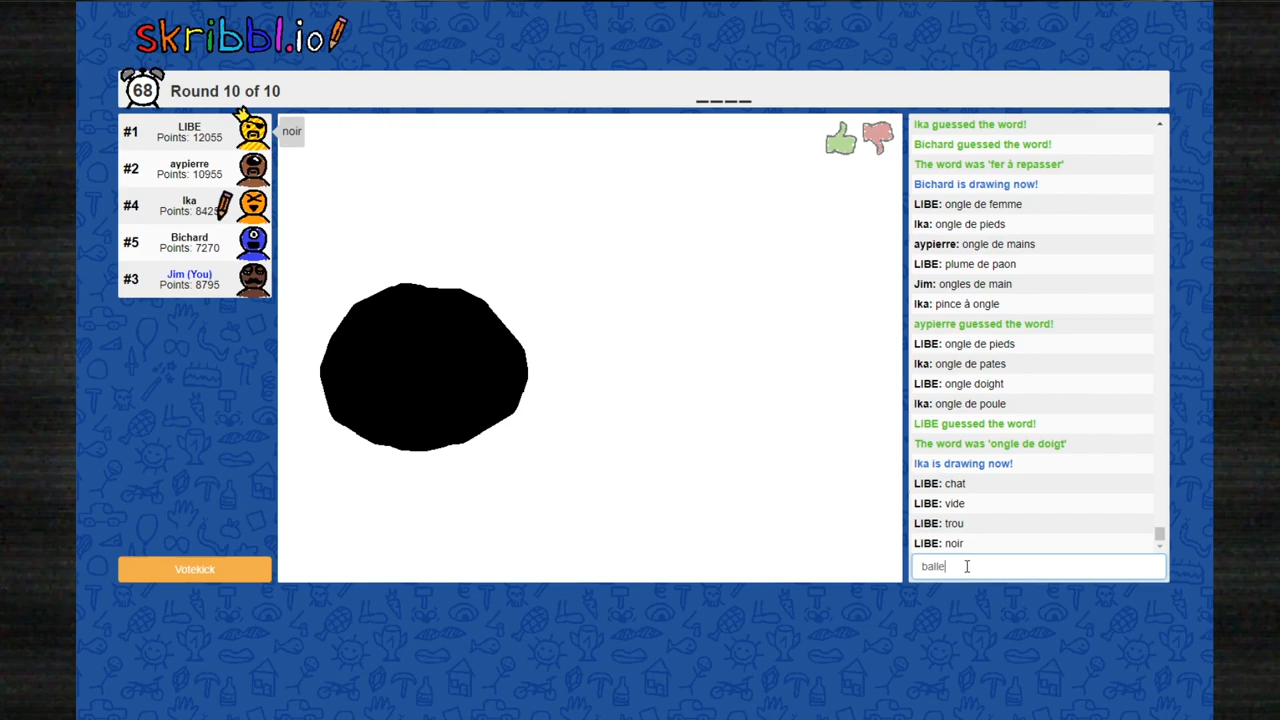 skribbl.io
68
Round 10 of 10
____
#1
LIBE
Points: 12055
noir
#2
aypierre
Points: 10955
#4
Ika
Points: 8425
#5
Bichard
Points: 7270
#3
Jim (You)
Points: 8795
Votekick
Ika guessed the word!
Bichard guessed the word!
The word was 'fer à repasser'
Bichard is drawing now!
LIBE: ongle de femme
Ika: ongle de pieds
aypierre: ongle de mains
LIBE: plume de paon
Jim: ongles de main
Ika: pince à ongle
aypierre guessed the word!
LIBE: ongle de pieds
Ika: ongle de pates
LIBE: ongle doight
Ika: ongle de poule
LIBE guessed the word!
The word was 'ongle de doigt'
Ika is drawing now!
LIBE: chat
LIBE: vide
LIBE: trou
LIBE: noir
balle